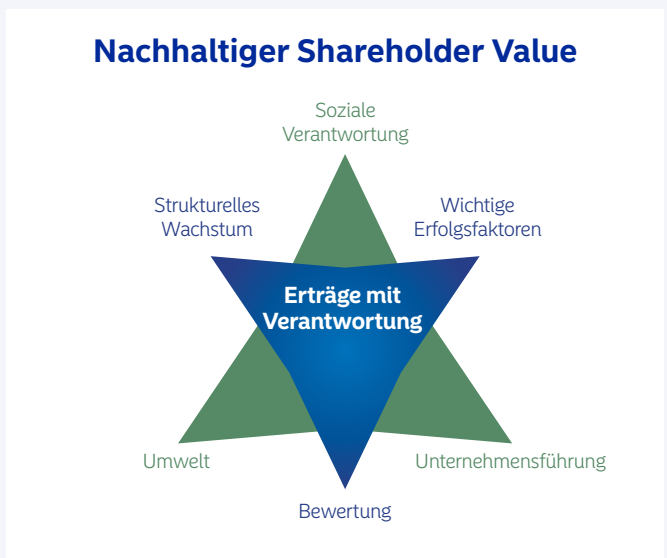 Nachhaltiger Shareholder Value
Soziale
Verantwortung
Strukturelles
Wachstum
Wichtige
Erfolgsfaktoren
Erträge mit
Verantwortung
Umwelt
Unternehmensführung
Bewertung